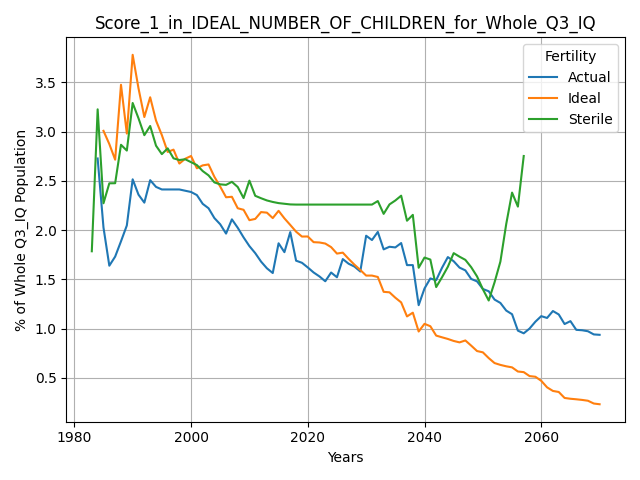 Score_1_in_IDEAL_NUMBER_OF_CHILDREN_for_Whole_Q3_IQ
Fertility
Actual
Ideal
Sterile
% of Whole Q3_IQ Population
3.5
3.0
2.5
2.0
1.5
1.0
0.5
1980
2000
2020
2040
2060
Years